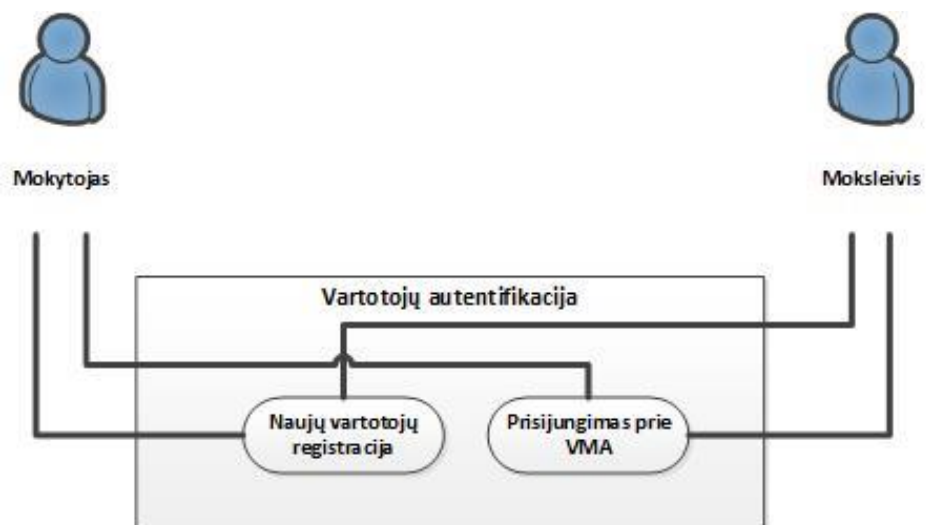 Mokytojas
Moksleivis
Vartotojų autentifikacija
Naujų vartotojų
registracija
Prisijungimas prie
VMA